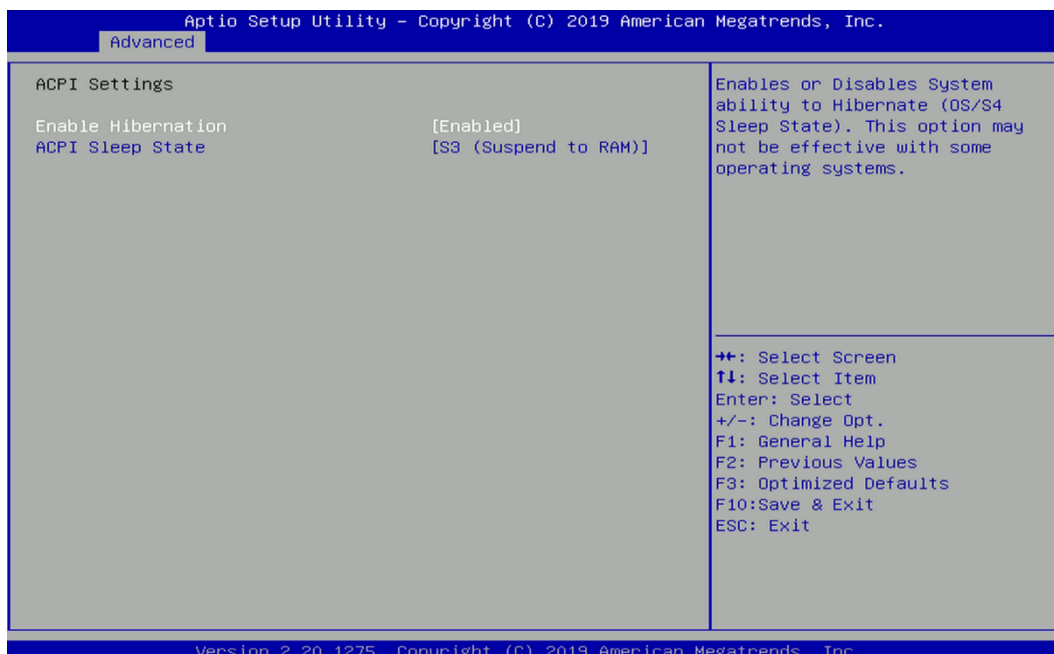 Aptio Setup Utility – Copyright (C) 2019 American Megatrends, Inc.
Advanced
ACPI Settings
Enable Hibernation [Enabled]
ACPI Sleep State [S3 (Suspend to RAM)]
Enables or Disables System
ability to Hibernate (OS/S4
Sleep State). This option may
not be effective with some
operating systems.
→←: Select Screen
↑↓: Select Item
Enter: Select
+/-: Change Opt.
F1: General Help
F2: Previous Values
F3: Optimized Defaults
F10:Save & Exit
ESC: Exit
Version 2.20.1275. Copyright (C) 2019 American Megatrends, Inc.